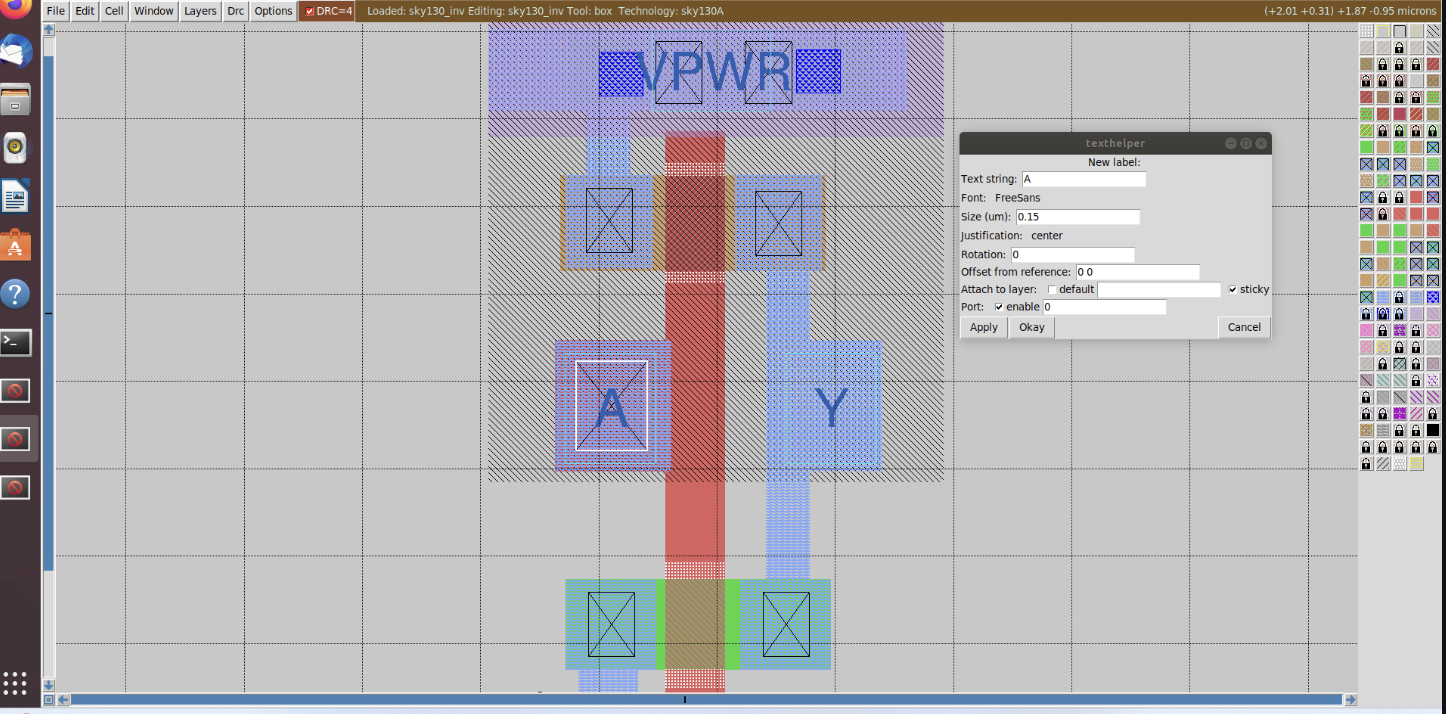 File Edit Cell Window Layers Drc Options DRC=4 Loaded: sky130_inv Editing: sky130_inv Tool: box Technology: sky130A (+2.01 +0.31) +1.87 -0.95 microns
VPWR
texthelper
New label:
Text string: A
Font: FreeSans
Size (um): 0.15
Justification: center
Rotation: 0
Offset from reference: 0 0
Attach to layer: default sticky
Port: enable 0
Apply Okay Cancel
A Y